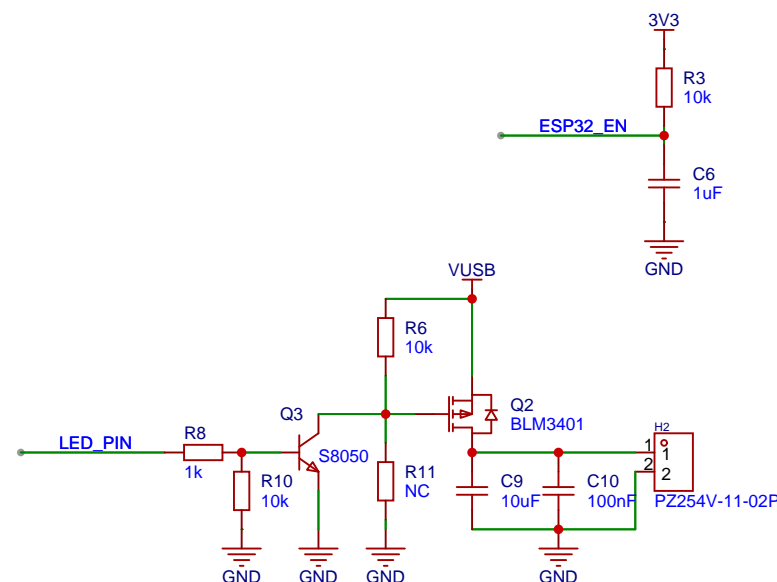 3V3
R3
10k
ESP32_EN
C6
1uF
GND
VUSB
R6
10k
Q2
BLM3401
Q3
S8050
LED_PIN
R8
1k
R10
10k
R11
NC
C9
10uF
C10
100nF
H2
1
1
2
2
PZ254V-11-02P
GND
GND
GND
GND